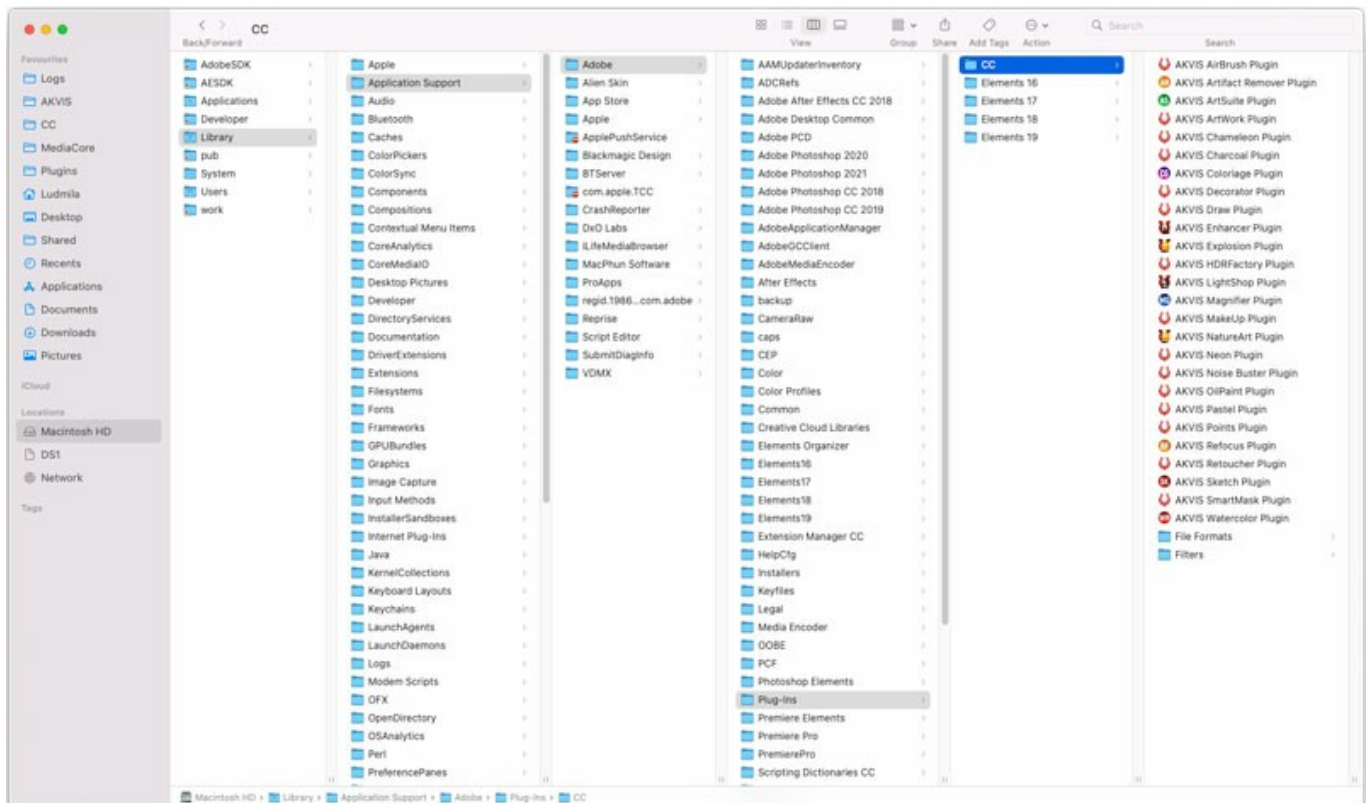 CC
Back/Forward
View
Group
Share
Add Tags
Action
Search
Search
Favourites
Logs
AKVIS
CC
MediaCore
Plugins
Ludmila
Desktop
Shared
Recents
Applications
Documents
Downloads
Pictures
iCloud
Locations
Macintosh HD
DS1
Network
Tags
AdobeSDK
AESDK
Applications
Developer
Library
pub
System
Users
work
Apple
Application Support
Audio
Bluetooth
Caches
ColorPickers
ColorSync
Components
Compositions
Contextual Menu Items
CoreAnalytics
CoreMediaIO
Desktop Pictures
Developer
DirectoryServices
Documentation
DriverExtensions
Extensions
Filesystems
Fonts
Frameworks
GPUBundles
Graphics
Image Capture
Input Methods
InstallerSandboxes
Internet Plug-Ins
Java
KernelCollections
Keyboard Layouts
Keychains
LaunchAgents
LaunchDaemons
Logs
Modem Scripts
OFX
OpenDirectory
OSAnalytics
Perl
PreferencePanes
Adobe
Alien Skin
App Store
Apple
ApplePushService
Blackmagic Design
BTServer
com.apple.TCC
CrashReporter
DxO Labs
iLifeMediaBrowser
MacPhun Software
ProApps
regid.1986...com.adobe
Reprise
Script Editor
SubmitDiagInfo
VDMX
AAMUpdaterInventory
ADCRefs
Adobe After Effects CC 2018
Adobe Desktop Common
Adobe PCD
Adobe Photoshop 2020
Adobe Photoshop 2021
Adobe Photoshop CC 2018
Adobe Photoshop CC 2019
AdobeApplicationManager
AdobeGCClient
AdobeMediaEncoder
After Effects
backup
CameraRaw
caps
CEP
Color
Color Profiles
Common
Creative Cloud Libraries
Elements Organizer
Elements16
Elements17
Elements18
Elements19
Extension Manager CC
HelpCfg
Installers
Keyfiles
Legal
Media Encoder
OOBE
PCF
Photoshop Elements
Plug-Ins
Premiere Elements
Premiere Pro
PremierePro
Scripting Dictionaries CC
CC
Elements 16
Elements 17
Elements 18
Elements 19
AKVIS AirBrush Plugin
AKVIS Artifact Remover Plugin
AKVIS ArtSuite Plugin
AKVIS ArtWork Plugin
AKVIS Chameleon Plugin
AKVIS Charcoal Plugin
AKVIS Coloriage Plugin
AKVIS Decorator Plugin
AKVIS Draw Plugin
AKVIS Enhancer Plugin
AKVIS Explosion Plugin
AKVIS HDRFactory Plugin
AKVIS LightShop Plugin
AKVIS Magnifier Plugin
AKVIS MakeUp Plugin
AKVIS NatureArt Plugin
AKVIS Neon Plugin
AKVIS Noise Buster Plugin
AKVIS OilPaint Plugin
AKVIS Pastel Plugin
AKVIS Points Plugin
AKVIS Refocus Plugin
AKVIS Retoucher Plugin
AKVIS Sketch Plugin
AKVIS SmartMask Plugin
AKVIS Watercolor Plugin
File Formats
Filters
Macintosh HD › Library › Application Support › Adobe › Plug-Ins › CC